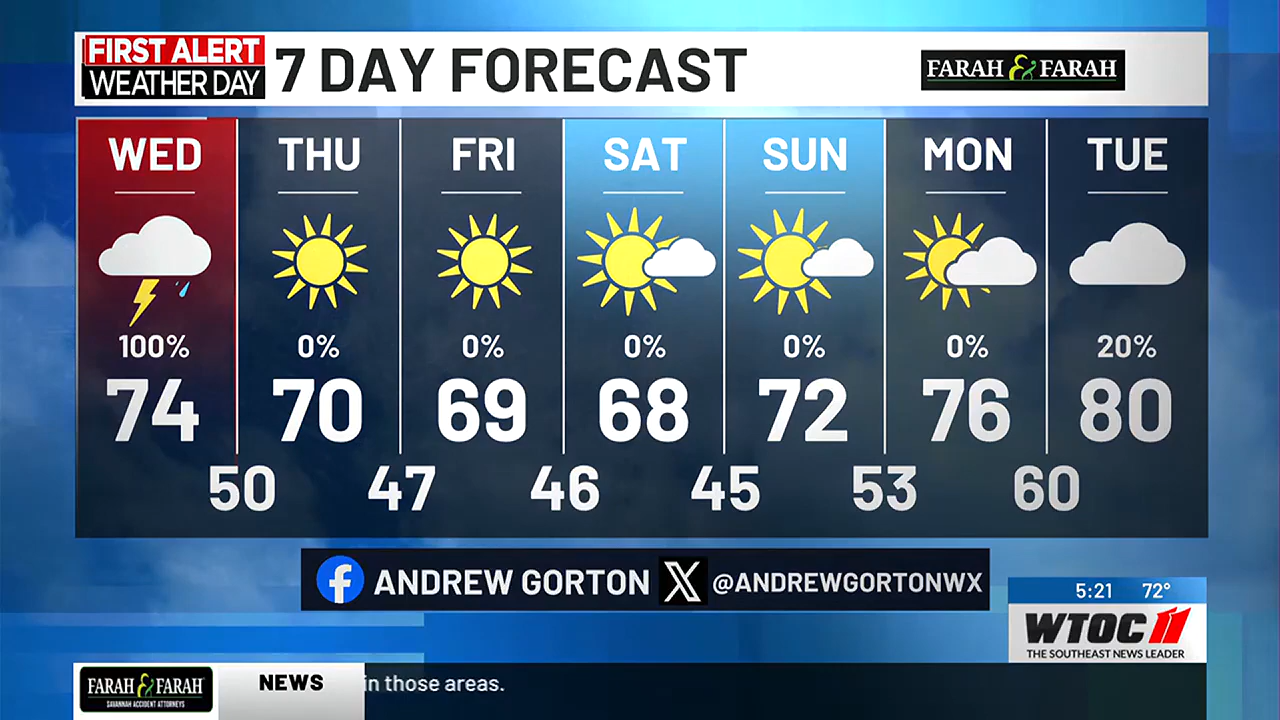 FIRST ALERT
WEATHER DAY
7 DAY FORECAST
FARAH & FARAH
WED THU FRI SAT SUN MON TUE
100% 0% 0% 0% 0% 0% 20%
74 70 69 68 72 76 80
50 47 46 45 53 60
f ANDREW GORTON X @ANDREWGORTONWX
5:21 72°
WTOC 11
THE SOUTHEAST NEWS LEADER
FARAH & FARAH
SAVANNAH ACCIDENT ATTORNEYS
NEWS in those areas.